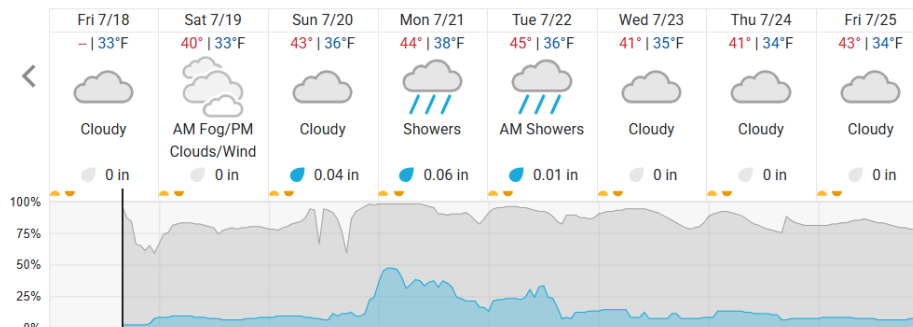 Fri 7/18 Sat 7/19 Sun 7/20 Mon 7/21 Tue 7/22 Wed 7/23 Thu 7/24 Fri 7/25
-- | 33°F 40° | 33°F 43° | 36°F 44° | 38°F 45° | 36°F 41° | 35°F 41° | 34°F 43° | 34°F
Cloudy AM Fog/PM Cloudy Showers AM Showers Cloudy Cloudy Cloudy
Clouds/Wind
0 in 0 in 0.04 in 0.06 in 0.01 in 0 in 0 in 0 in
100%
75%
50%
25%
0%